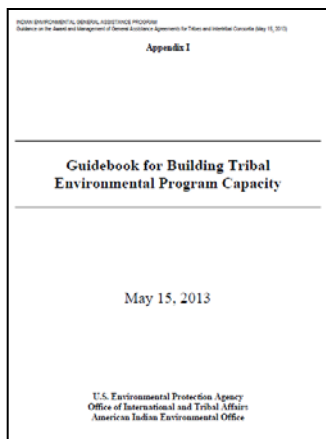 INDIAN ENVIRONMENTAL GENERAL ASSISTANCE PROGRAM
Guidance on the Award and Management of General Assistance Agreements for Tribes and Intertribal Consortia (May 15, 2013)
Appendix I
Guidebook for Building Tribal
Environmental Program Capacity
May 15, 2013
U.S. Environmental Protection Agency
Office of International and Tribal Affairs
American Indian Environmental Office